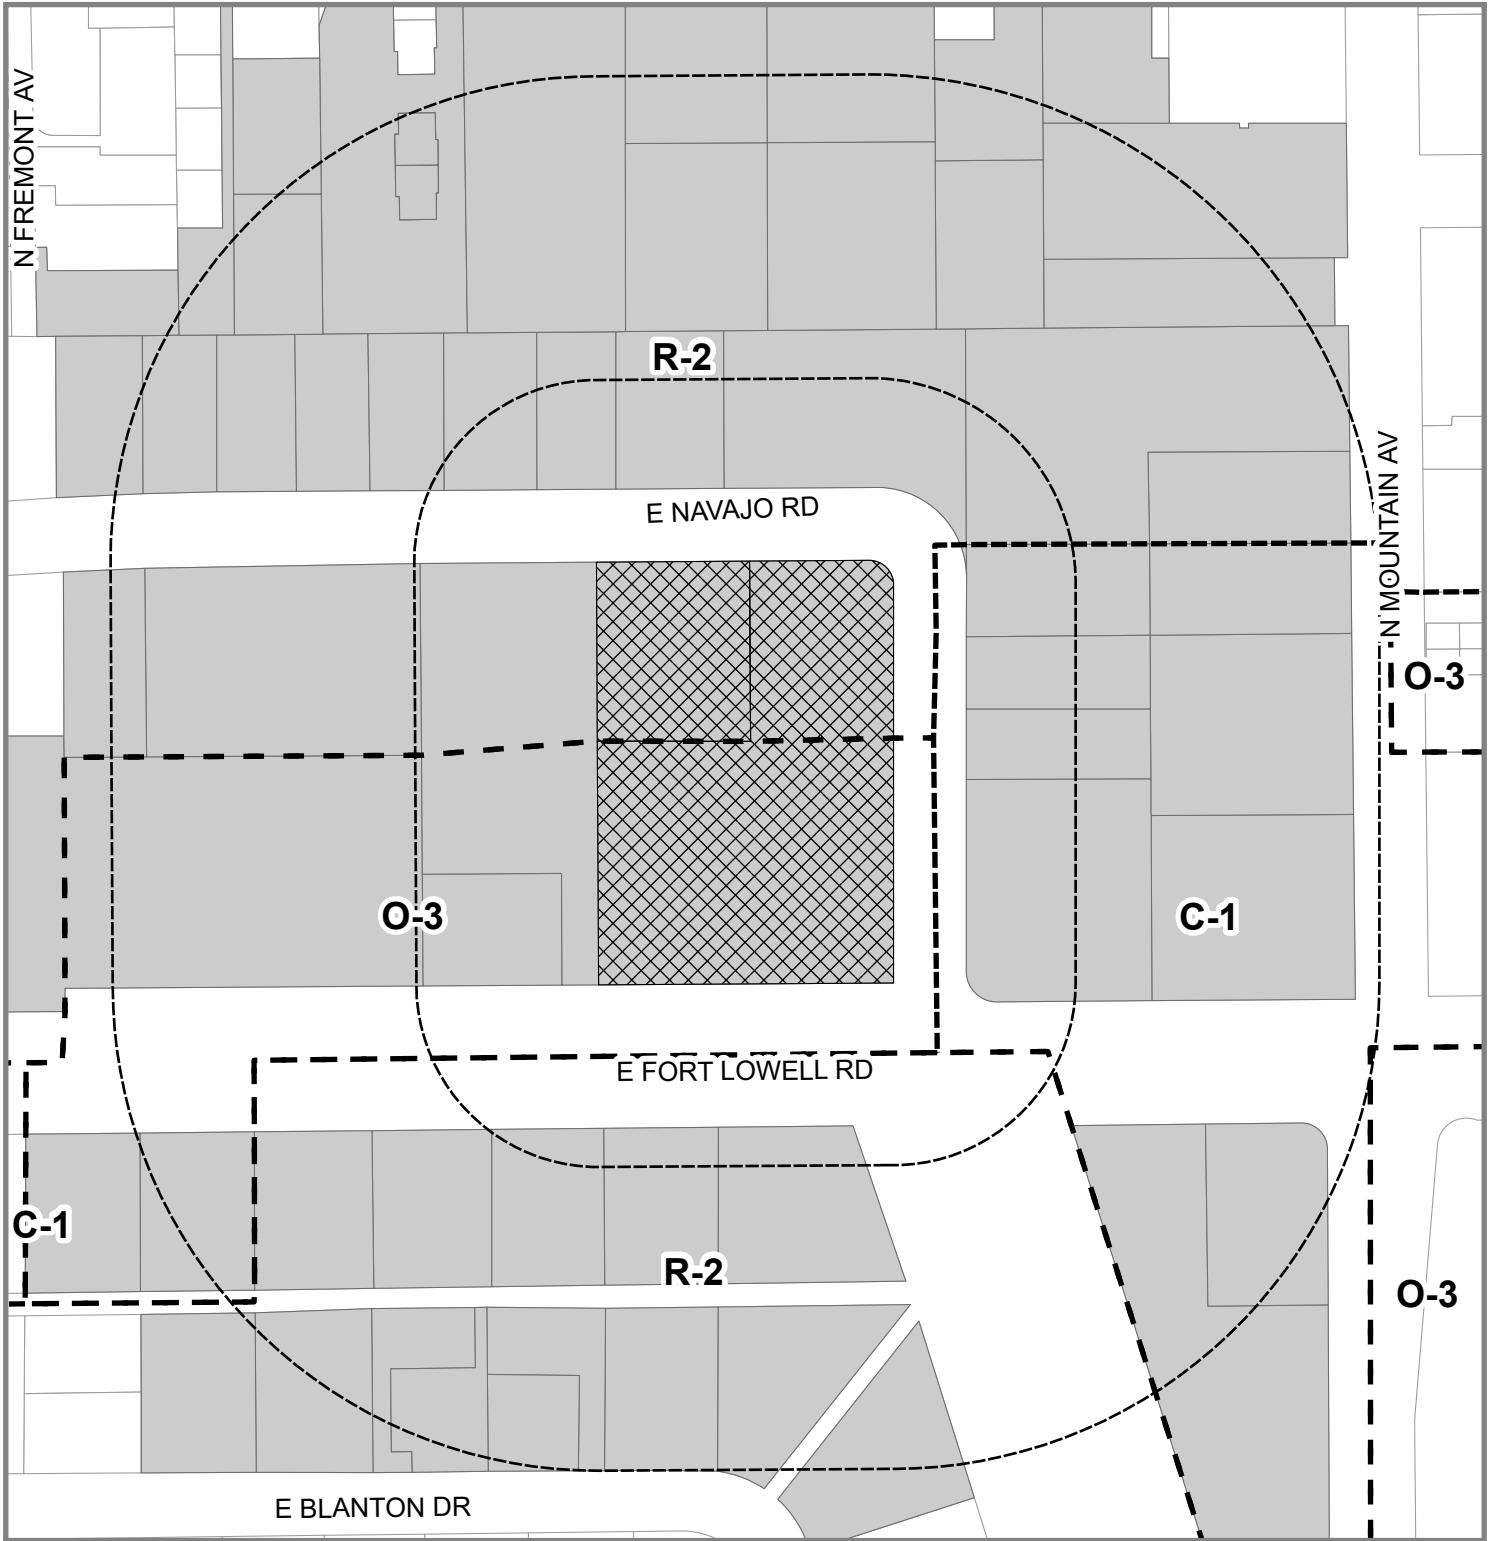 N FREMONT AV
R-2
E NAVAJO RD
N MOUNTAIN AV
O-3
O-3
C-1
E FORT LOWELL RD
C-1
R-2
O-3
E BLANTON DR